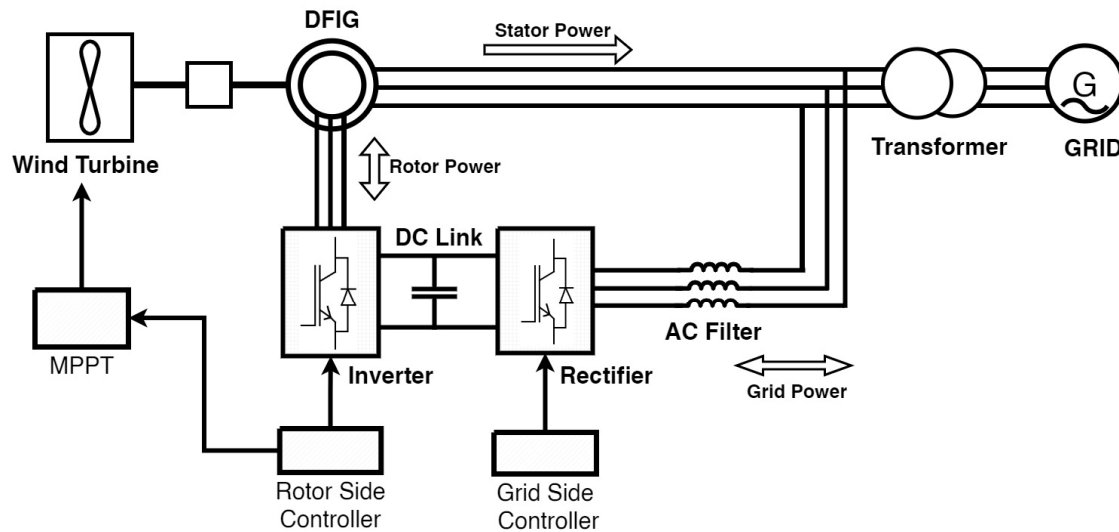 DFIG
Stator Power
G
Wind Turbine
Rotor Power
Transformer
GRID
DC Link
MPPT
Inverter
Rectifier
AC Filter
Grid Power
Rotor Side
Controller
Grid Side
Controller